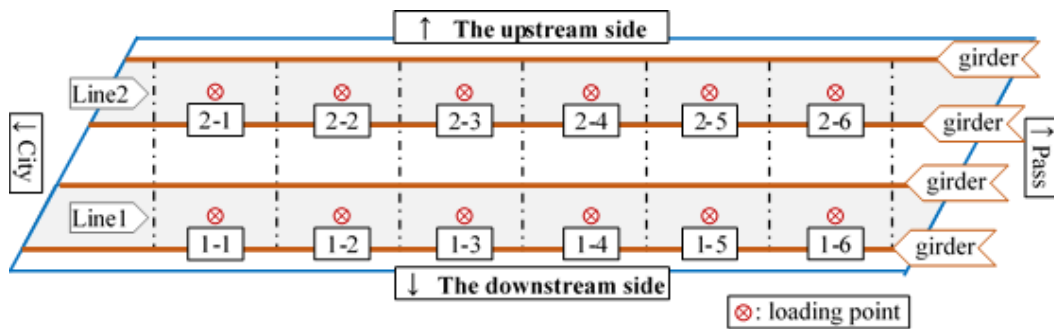 ↑ The upstream side
girder
Line2
2-1 2-2 2-3 2-4 2-5 2-6
girder
↓ City
↑ Pass
girder
Line1
1-1 1-2 1-3 1-4 1-5 1-6
girder
↓ The downstream side
⊗: loading point